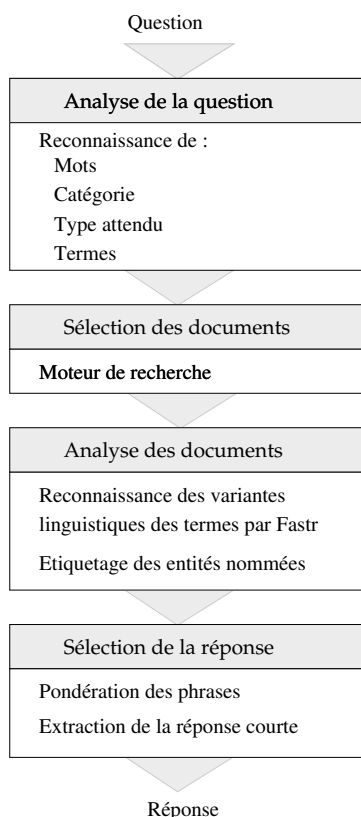 Question
Analyse de la question
Reconnaissance de :
Mots
Catégorie
Type attendu
Termes
Sélection des documents
Moteur de recherche
Analyse des documents
Reconnaissance des variantes
linguistiques des termes par Fastr
Etiquetage des entités nommées
Sélection de la réponse
Pondération des phrases
Extraction de la réponse courte
Réponse